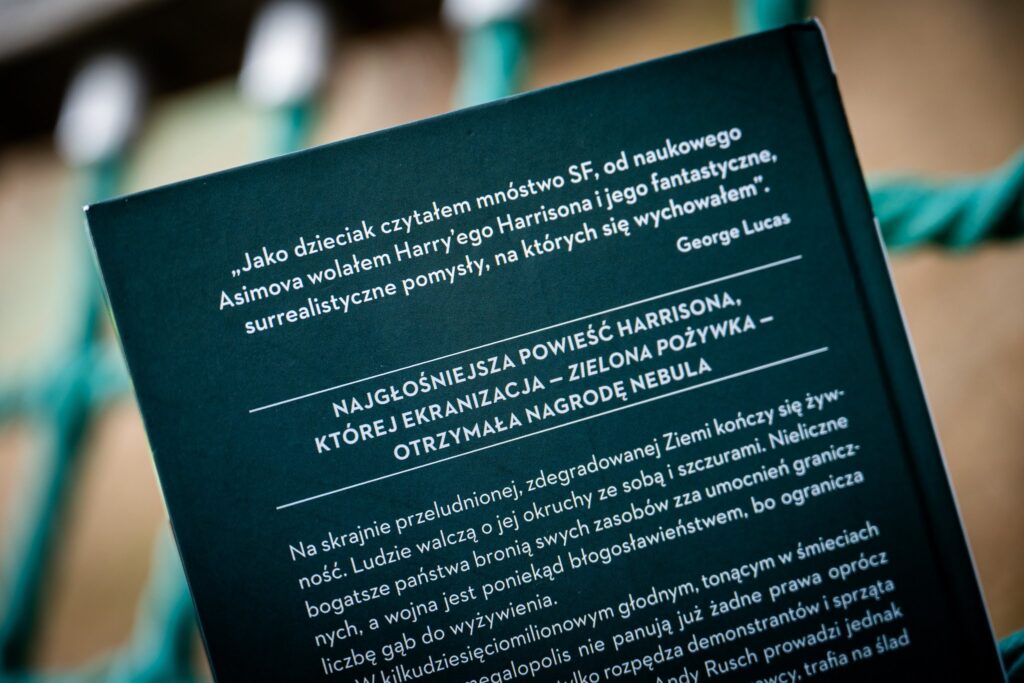 „Jako dzieciak czytałem mnóstwo SF, od naukowego
Asimova wolałem Harry’ego Harrisona i jego fantastyczne,
surrealistyczne pomysły, na których się wychowałem”.
George Lucas
NAJGŁOŚNIEJSZA POWIEŚĆ HARRISONA,
KTÓREJ EKRANIZACJA – ZIELONA POŻYWKA –
OTRZYMAŁA NAGRODĘ NEBULA
Na skrajnie przeludnionej, zdegradowanej Ziemi kończy się żyw-
ność. Ludzie walczą o jej okruchy ze sobą i szczurami. Nieliczne
bogatsze państwa bronią swych zasobów zza umocnień granicz-
nych, a wojna jest poniekąd błogosławieństwem, bo ogranicza
liczbę gąb do wyżywienia.
W kilkudziesięciomilionowym głodnym, tonącym w śmieciach
megalopolis nie panują już żadne prawa oprócz
tylko rozpędza demonstrantów i sprząta
Andy Rusch prowadzi jednak
trafia na ślad